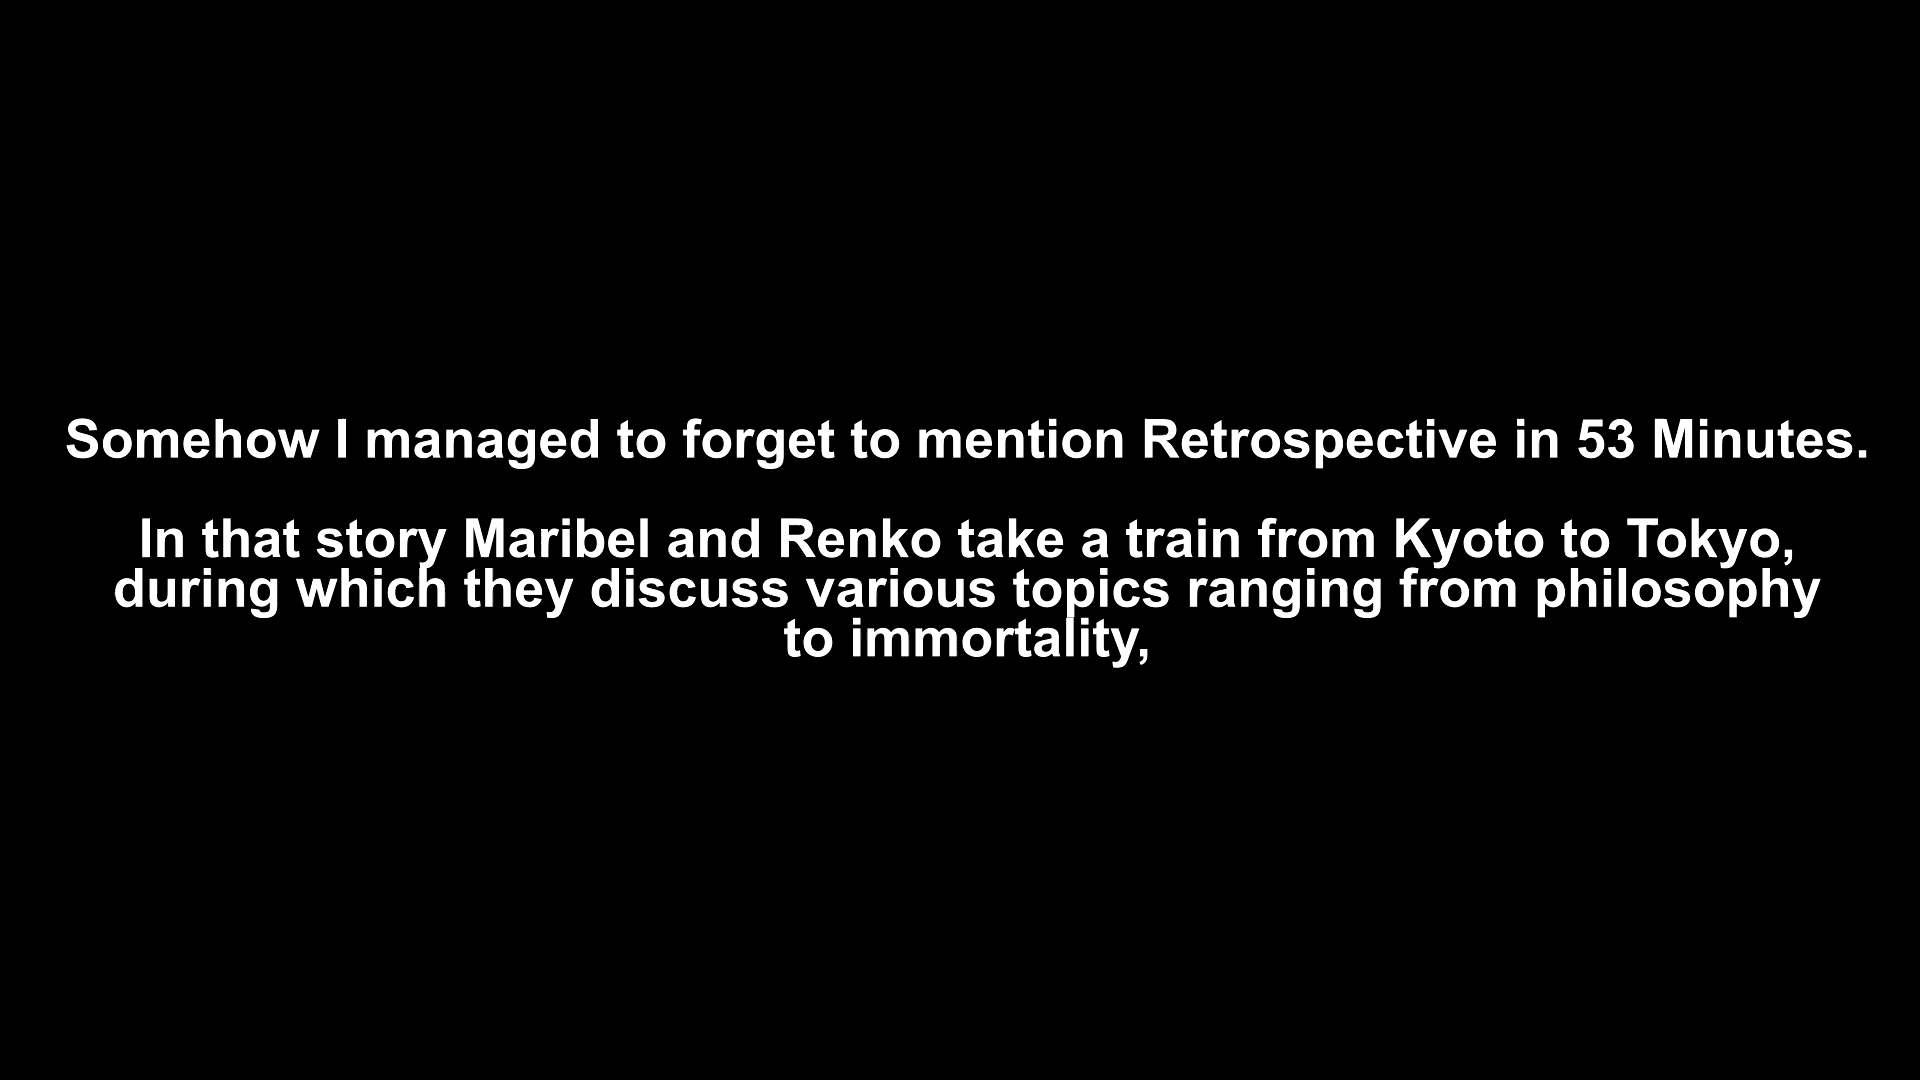 Somehow I managed to forget to mention Retrospective in 53 Minutes.
In that story Maribel and Renko take a train from Kyoto to Tokyo,
during which they discuss various topics ranging from philosophy
to immortality,